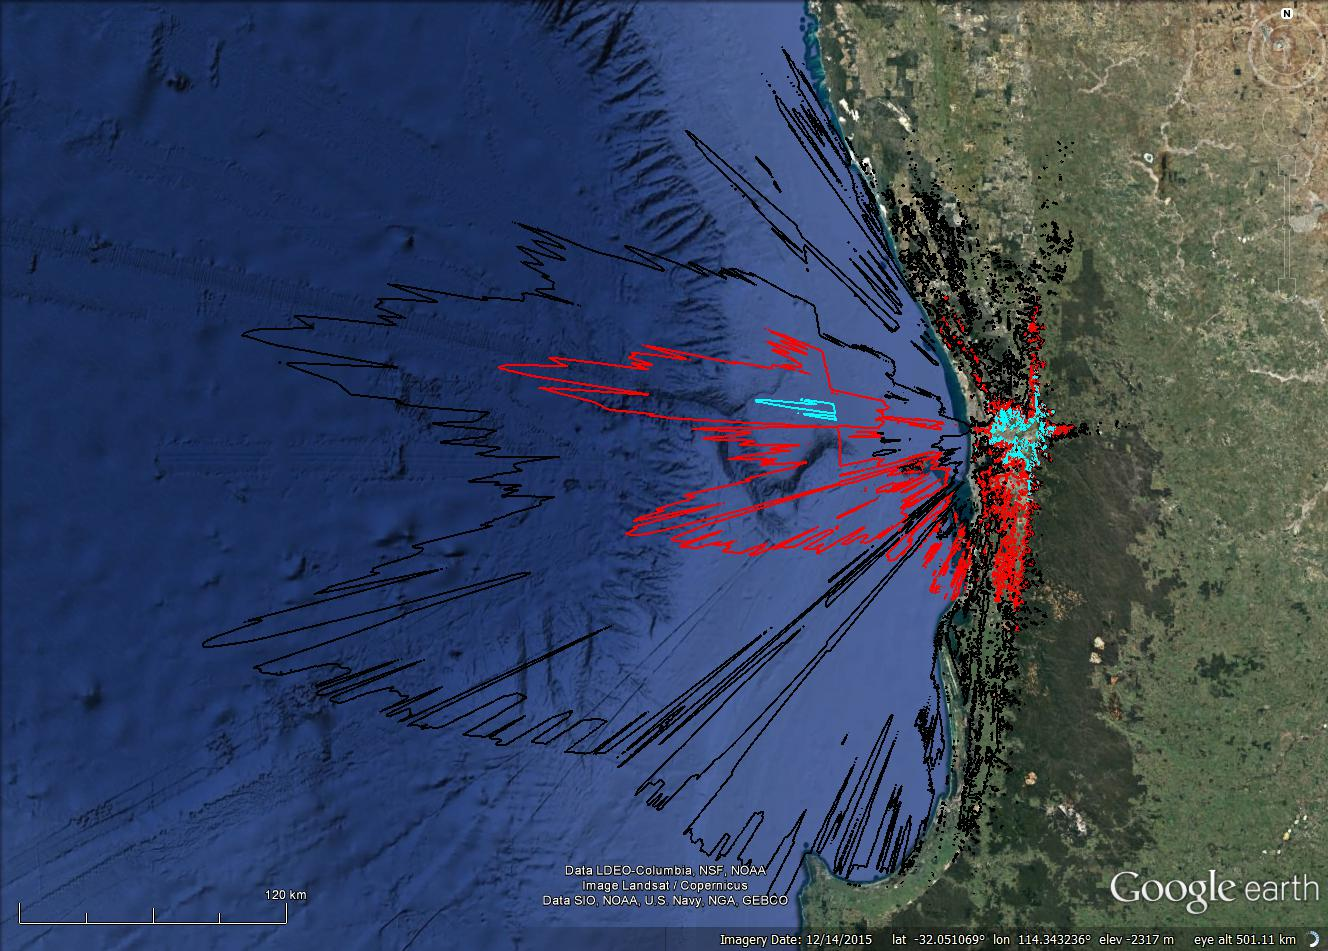 N
120 km
Data LDEO-Columbia, NSF, NOAA
Image Landsat / Copernicus
Data SIO, NOAA, U.S. Navy, NGA, GEBCO
Google earth
Imagery Date: 12/14/2015 lat -32.051069° lon 114.343236° elev -2317 m eye alt 501.11 km